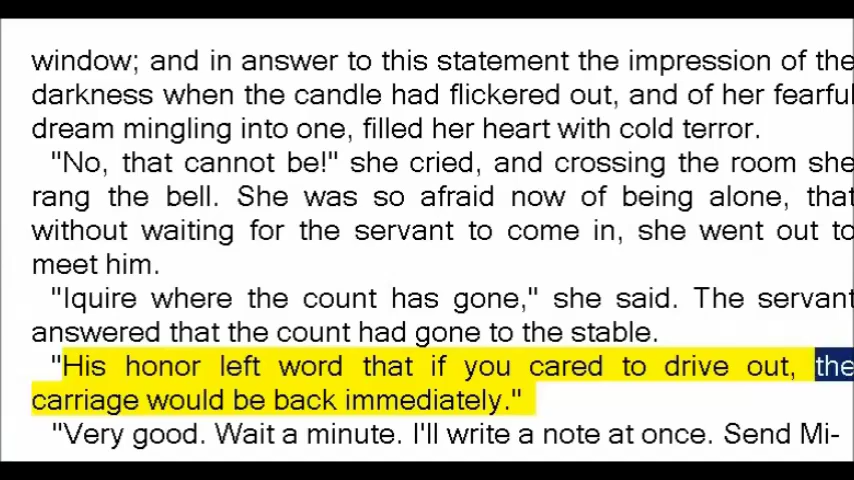 window; and in answer to this statement the impression of the
darkness when the candle had flickered out, and of her fearful
dream mingling into one, filled her heart with cold terror.
"No, that cannot be!" she cried, and crossing the room she
rang the bell. She was so afraid now of being alone, that
without waiting for the servant to come in, she went out to
meet him.
"Iquire where the count has gone," she said. The servant
answered that the count had gone to the stable.
"His honor left word that if you cared to drive out, the
carriage would be back immediately."
"Very good. Wait a minute. I'll write a note at once. Send Mi-